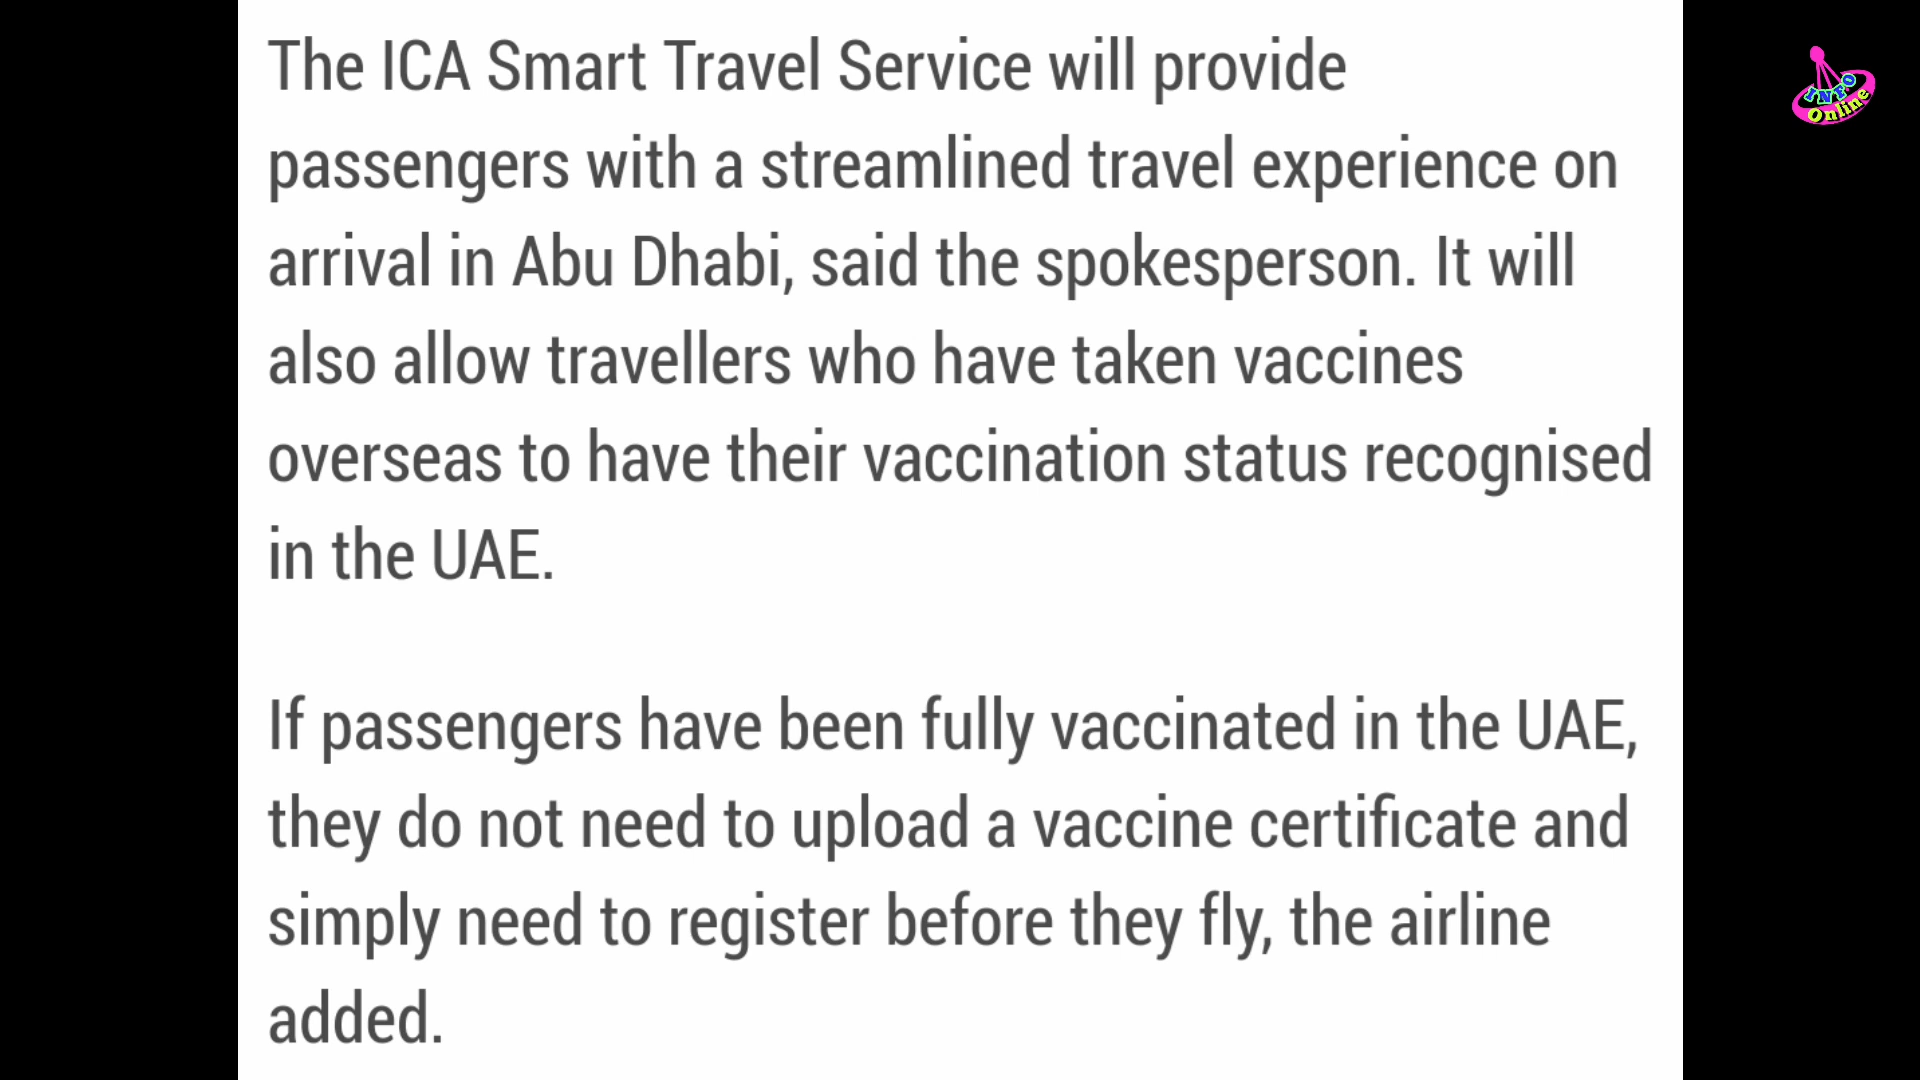 The ICA Smart Travel Service will provide
passengers with a streamlined travel experience on
arrival in Abu Dhabi, said the spokesperson. It will
also allow travellers who have taken vaccines
overseas to have their vaccination status recognised
in the UAE.
If passengers have been fully vaccinated in the UAE,
they do not need to upload a vaccine certificate and
simply need to register before they fly, the airline
added.
INFO
Online